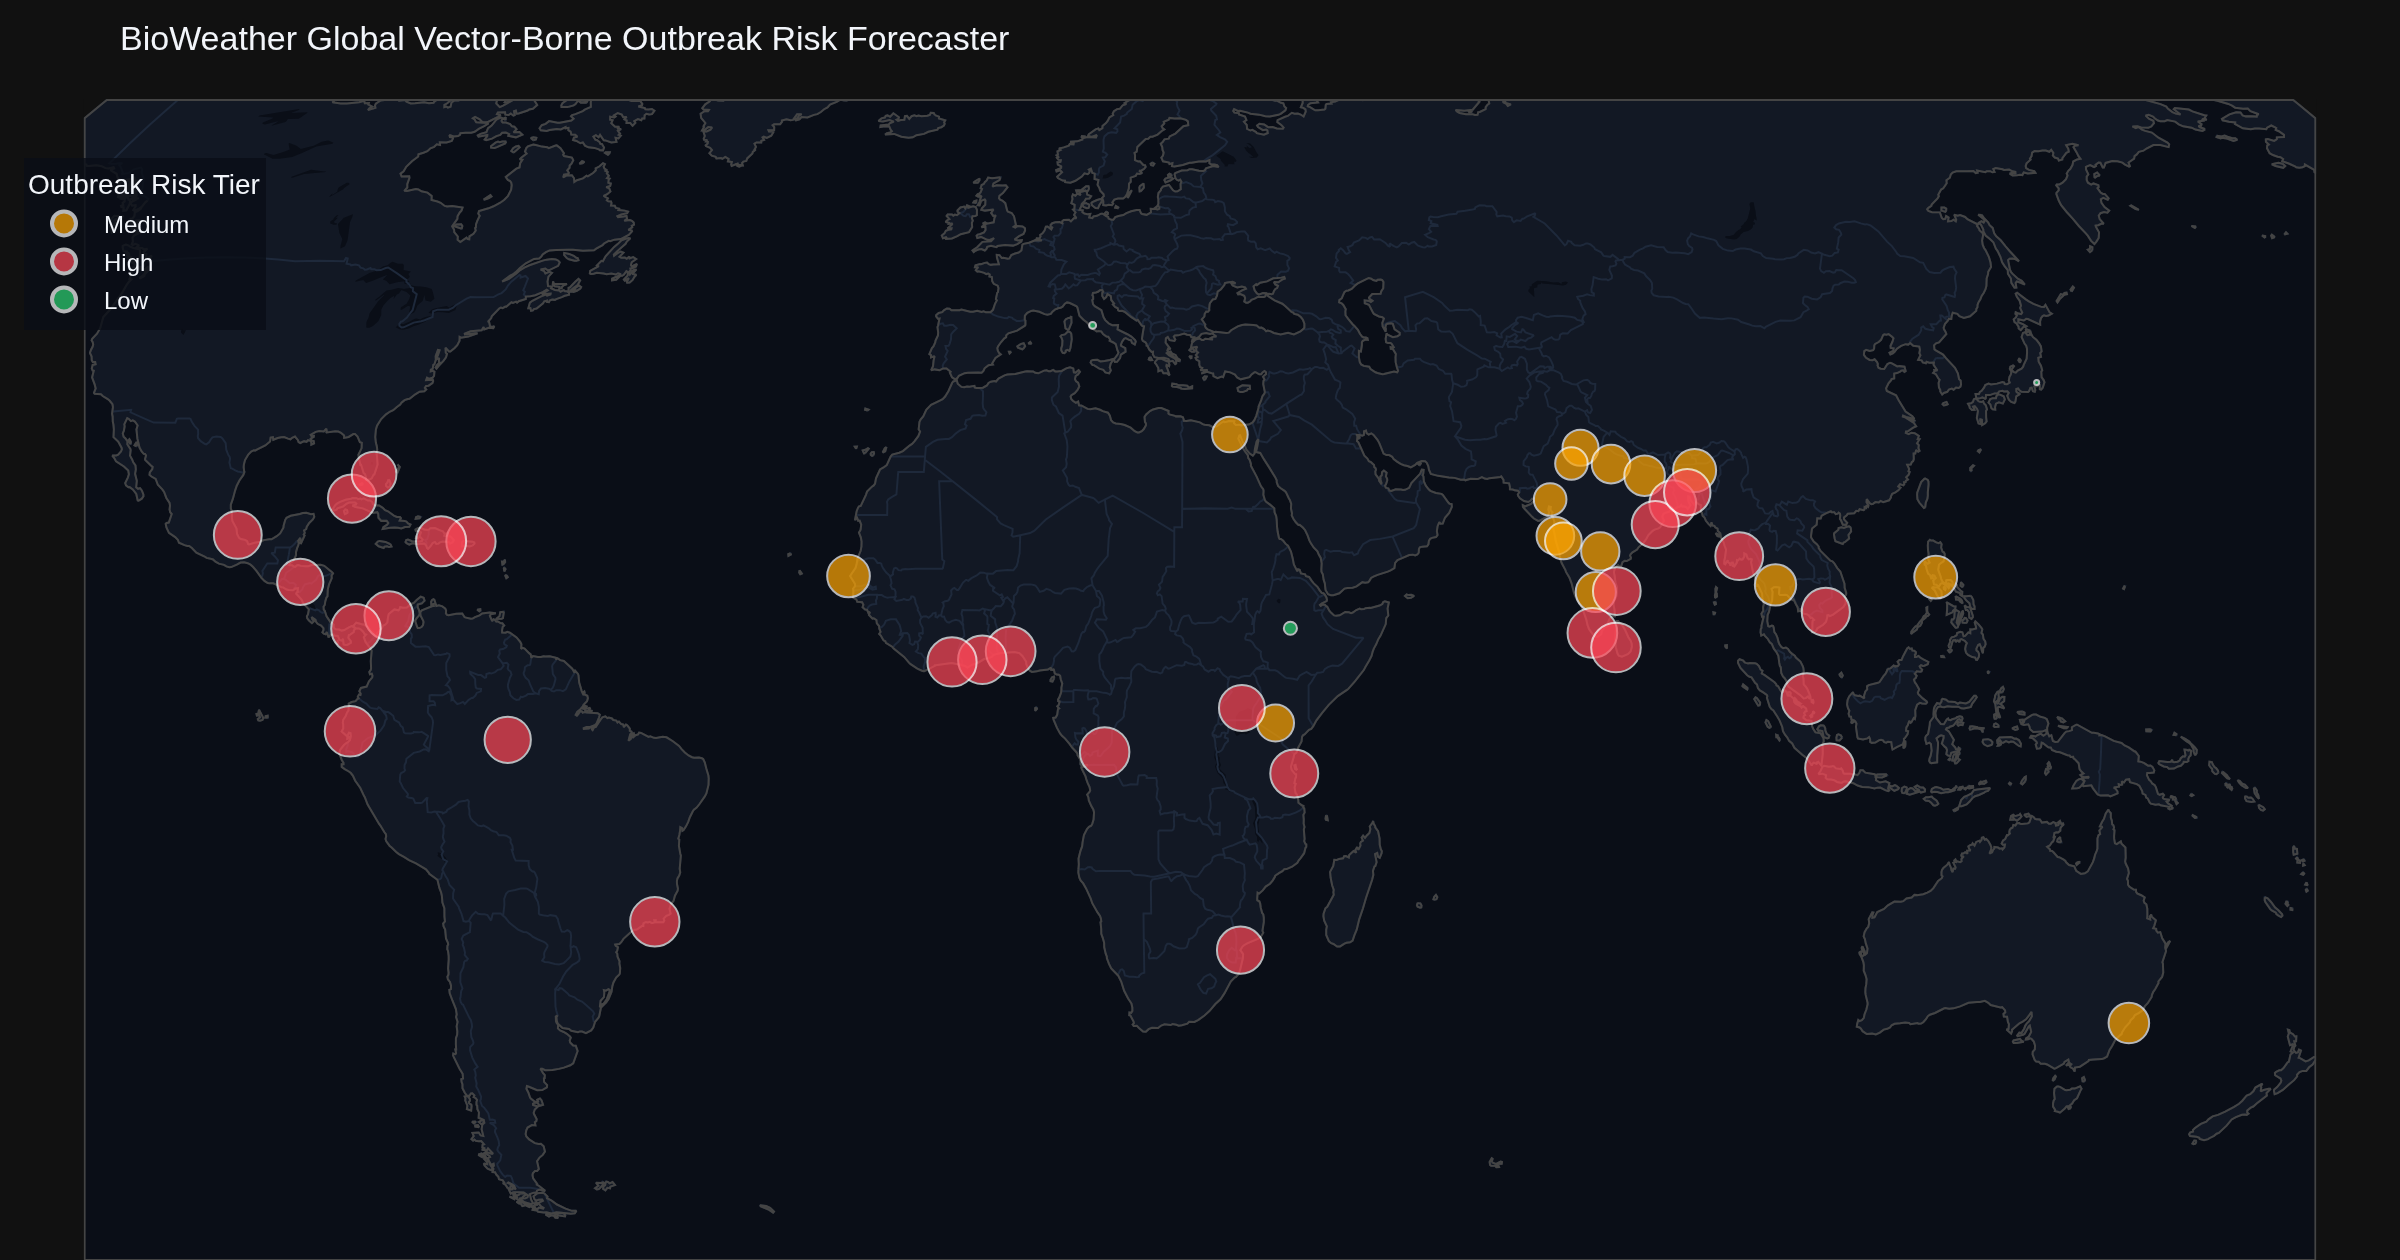 BioWeather Global Vector-Borne Outbreak Risk Forecaster
Outbreak Risk Tier
Medium
High
Low